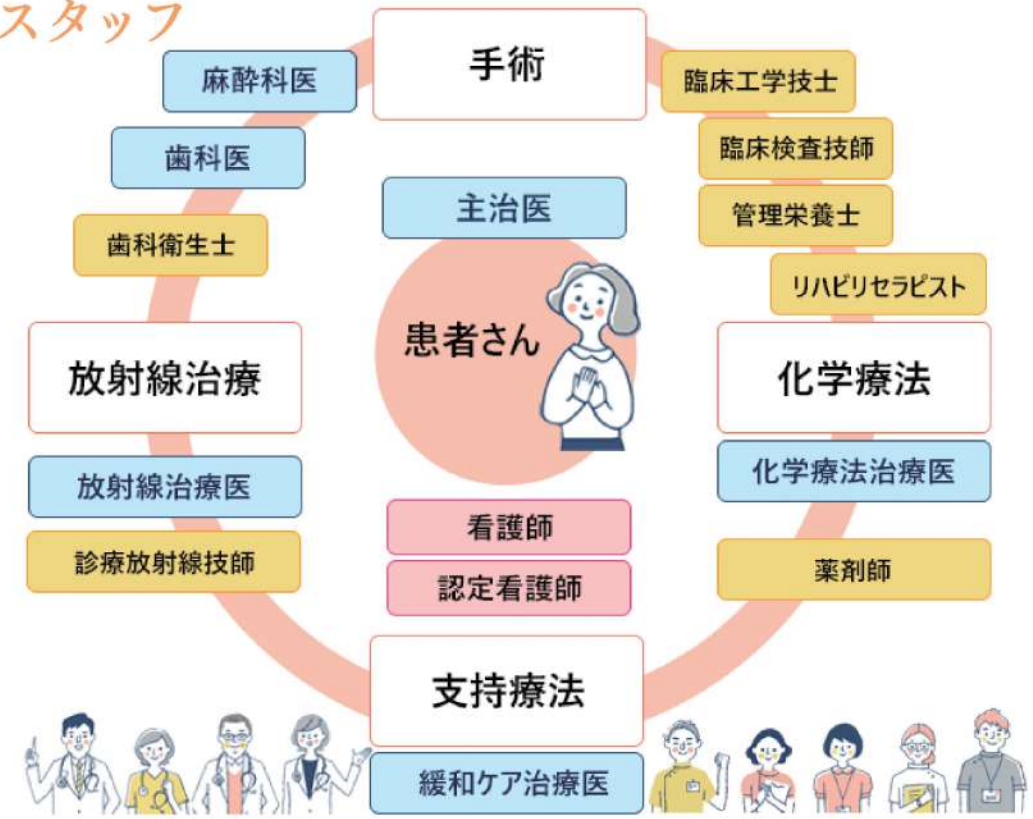 スタッフ
手術
麻酔科医
臨床工学技士
歯科医
臨床検査技師
主治医
管理栄養士
歯科衛生士
リハビリセラピスト
患者さん
放射線治療
化学療法
放射線治療医
化学療法治療医
看護師
診療放射線技師
薬剤師
認定看護師
支持療法
緩和ケア治療医